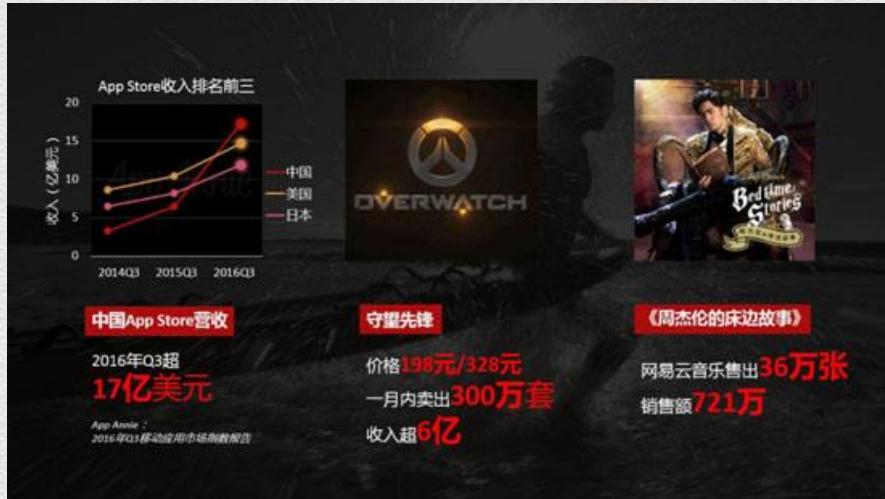 App Store收入排名前三
20
15
10
5
0
收入（亿美元）
2014Q3 2015Q3 2016Q3
中国
美国
日本
OVERWATCH
Bedtime
Stories
中国App Store营收
2016年Q3超
17亿美元
App Annie：
2016年Q3移动应用市场指数报告
守望先锋
价格198元/328元
一月内卖出300万套
收入超6亿
《周杰伦的床边故事》
网易云音乐售出36万张
销售额721万